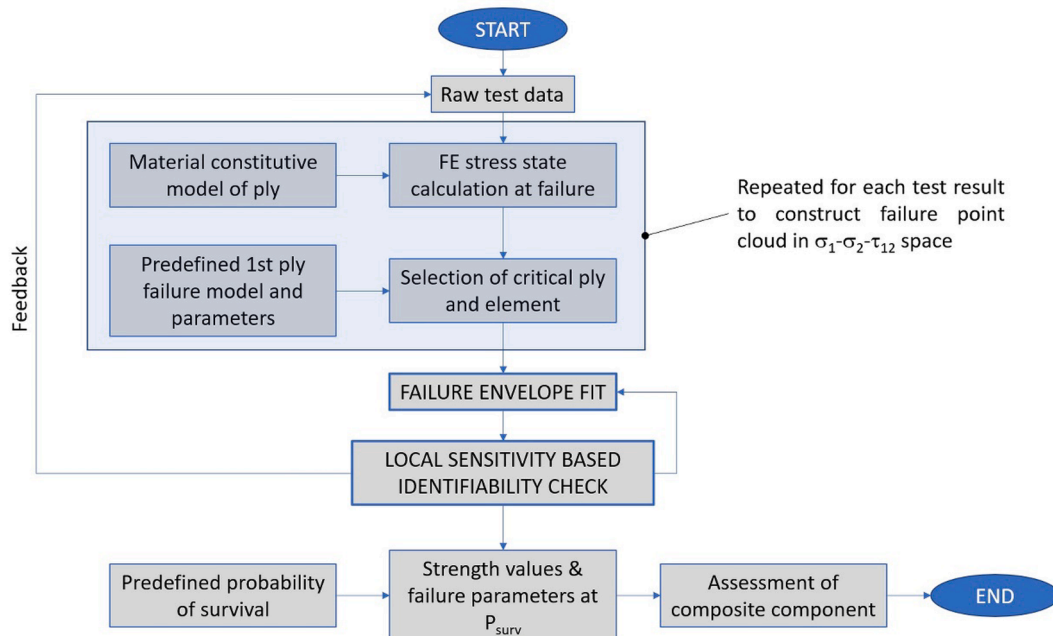 START
Raw test data
Material constitutive
model of ply
FE stress state
calculation at failure
Repeated for each test result
to construct failure point
cloud in σ₁-σ₂-τ₁₂ space
Predefined 1st ply
failure model and
parameters
Selection of critical ply
and element
Feedback
FAILURE ENVELOPE FIT
LOCAL SENSITIVITY BASED
IDENTIFIABILITY CHECK
Predefined probability
of survival
Strength values &
failure parameters at
Pₛᵤᵣᵥ
Assessment of
composite component
END